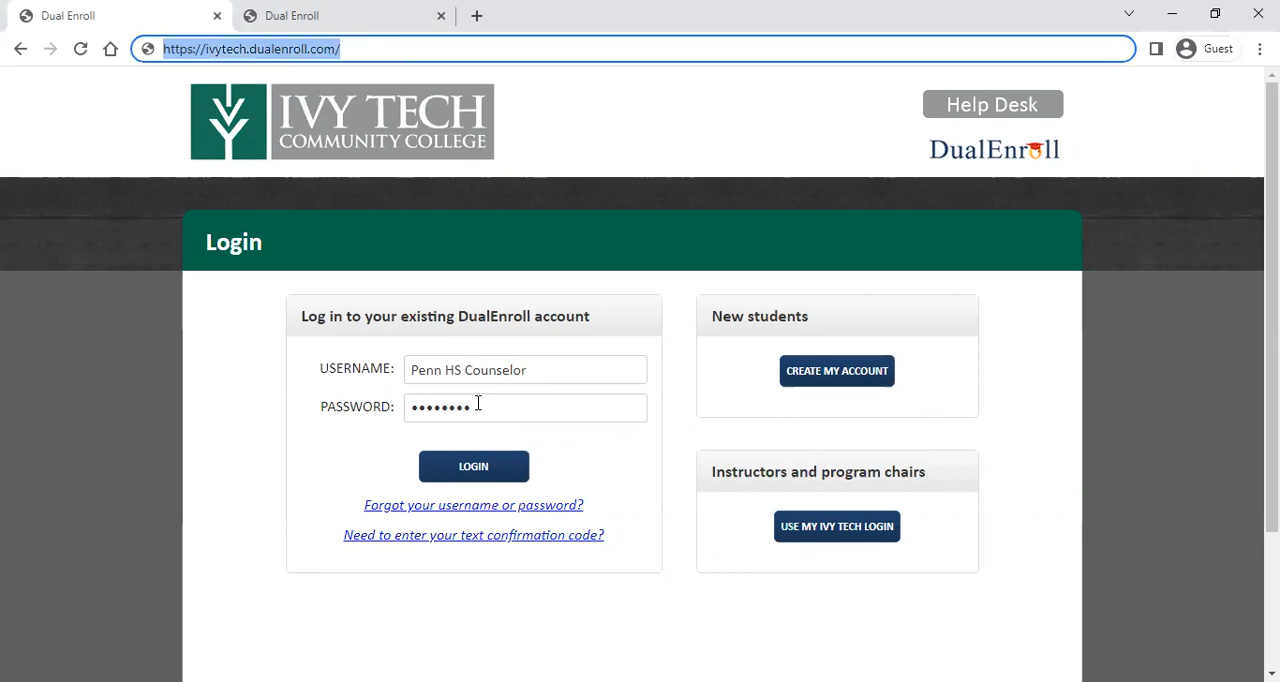 Dual Enroll
Dual Enroll
https://ivytech.dualenroll.com/
Guest
IVY TECH
COMMUNITY COLLEGE
Help Desk
DualEnroll
Login
Log in to your existing DualEnroll account
USERNAME: Penn HS Counselor
PASSWORD: ••••••••
LOGIN
Forgot your username or password?
Need to enter your text confirmation code?
New students
CREATE MY ACCOUNT
Instructors and program chairs
USE MY IVY TECH LOGIN